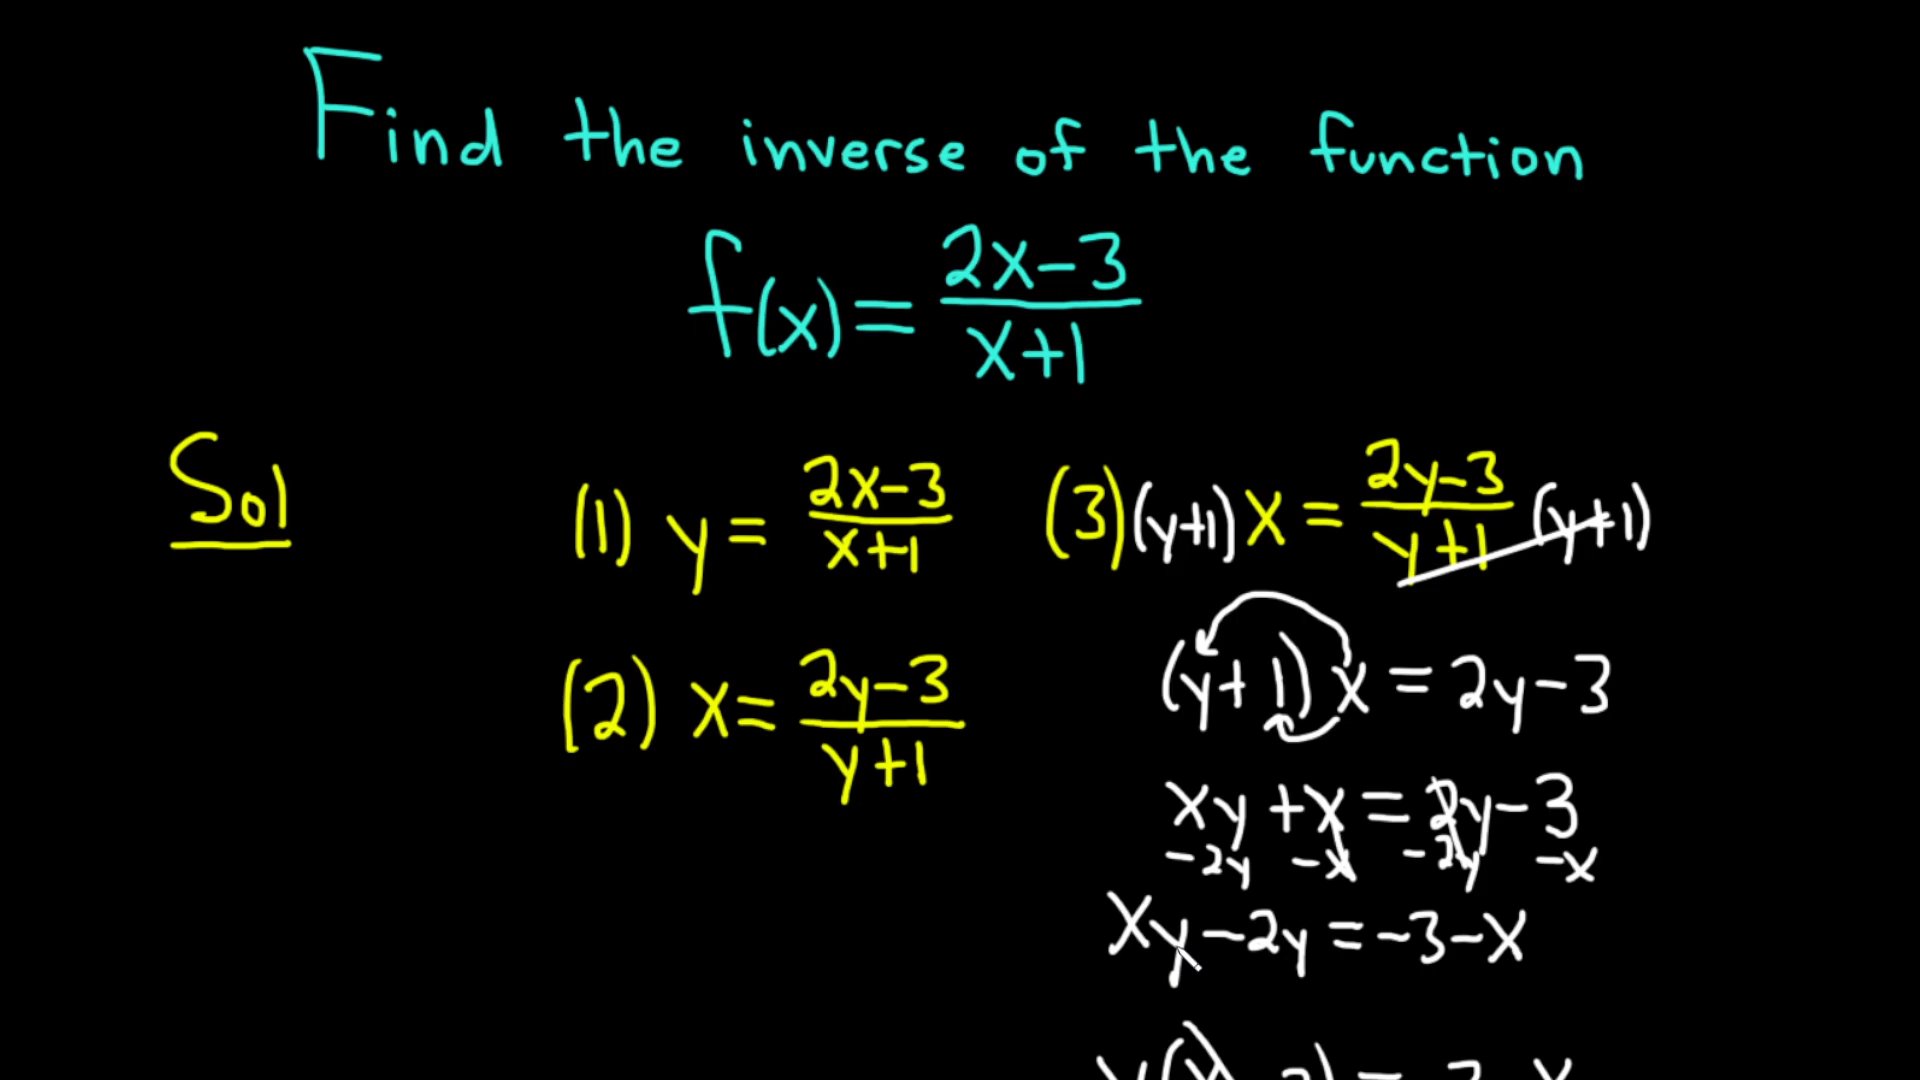 Find the inverse of the function
f(x) = (2x-3)/(x+1)
Sol
(1) y = (2x-3)/(x+1)
(2) x = (2y-3)/(y+1)
(3) (y+1) x = (2y-3)/(y+1) (y+1)
(y+1) x = 2y-3
xy + x = 2y - 3
-2y -x -2y -x
xy - 2y = -3 - x